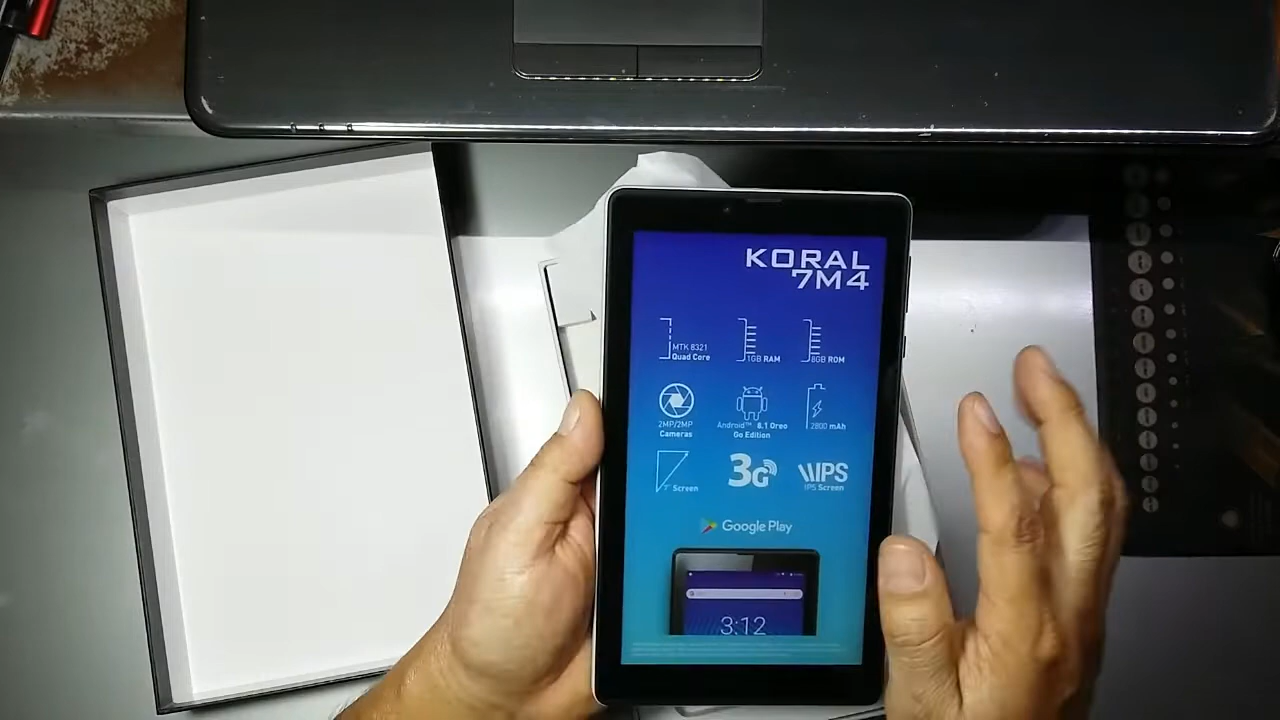 KORAL
7M4
MTK 8321
Quad Core
1GB RAM
8GB ROM
2MP/2MP
Cameras
Android™ 8.1 Oreo
Go Edition
2800 mAh
7" Screen
3G
IPS
IPS Screen
Google Play
3:12